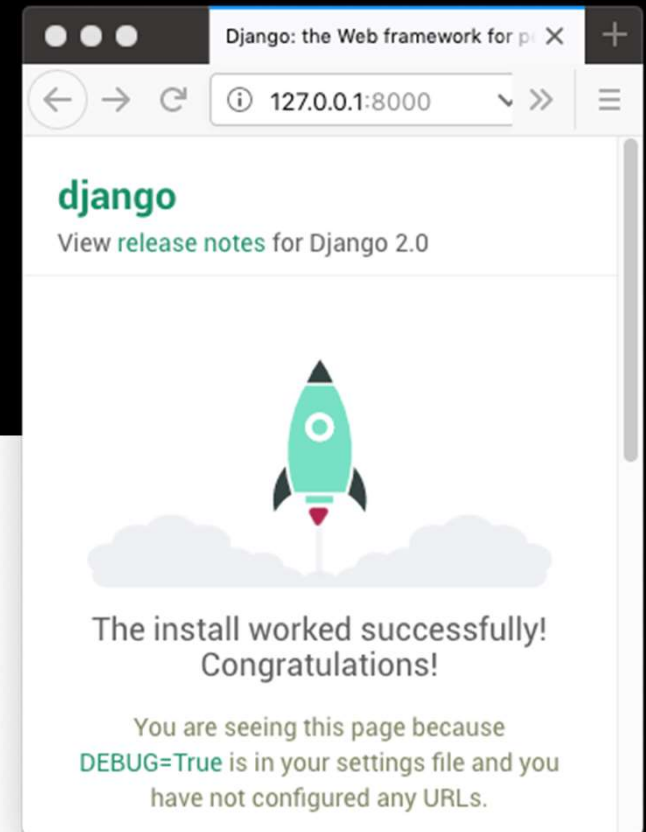 Django: the Web framework for p
127.0.0.1:8000
django
View release notes for Django 2.0
The install worked successfully!
Congratulations!
You are seeing this page because
DEBUG=True is in your settings file and you
have not configured any URLs.